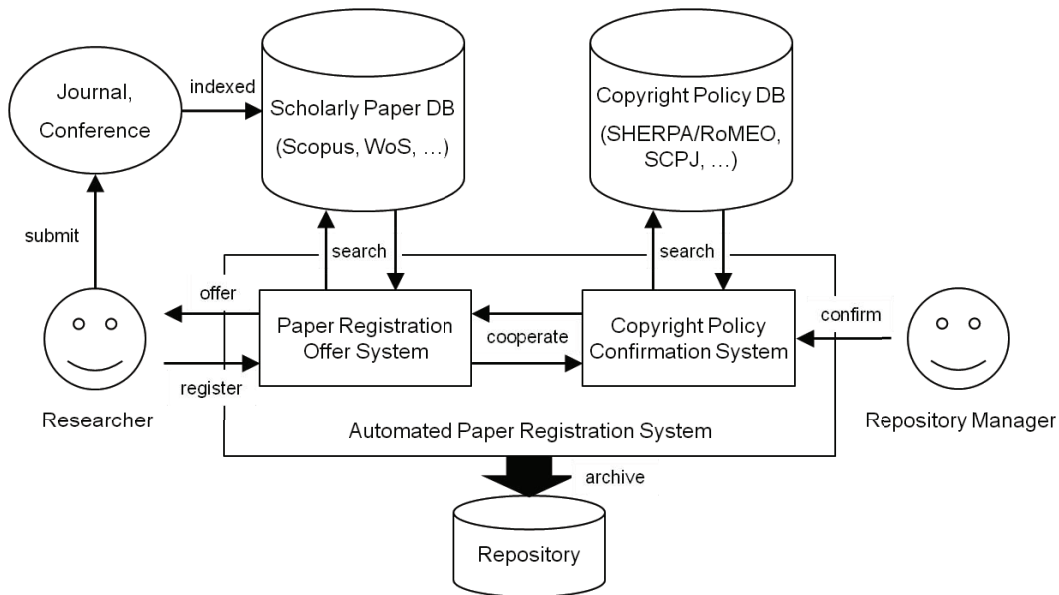 Journal,
Conference
indexed
Scholarly Paper DB
(Scopus, WoS, …)
Copyright Policy DB
(SHERPA/RoMEO,
SCPJ, …)
submit
search
search
offer
Paper Registration
Offer System
cooperate
Copyright Policy
Confirmation System
confirm
register
Researcher
Repository Manager
Automated Paper Registration System
archive
Repository